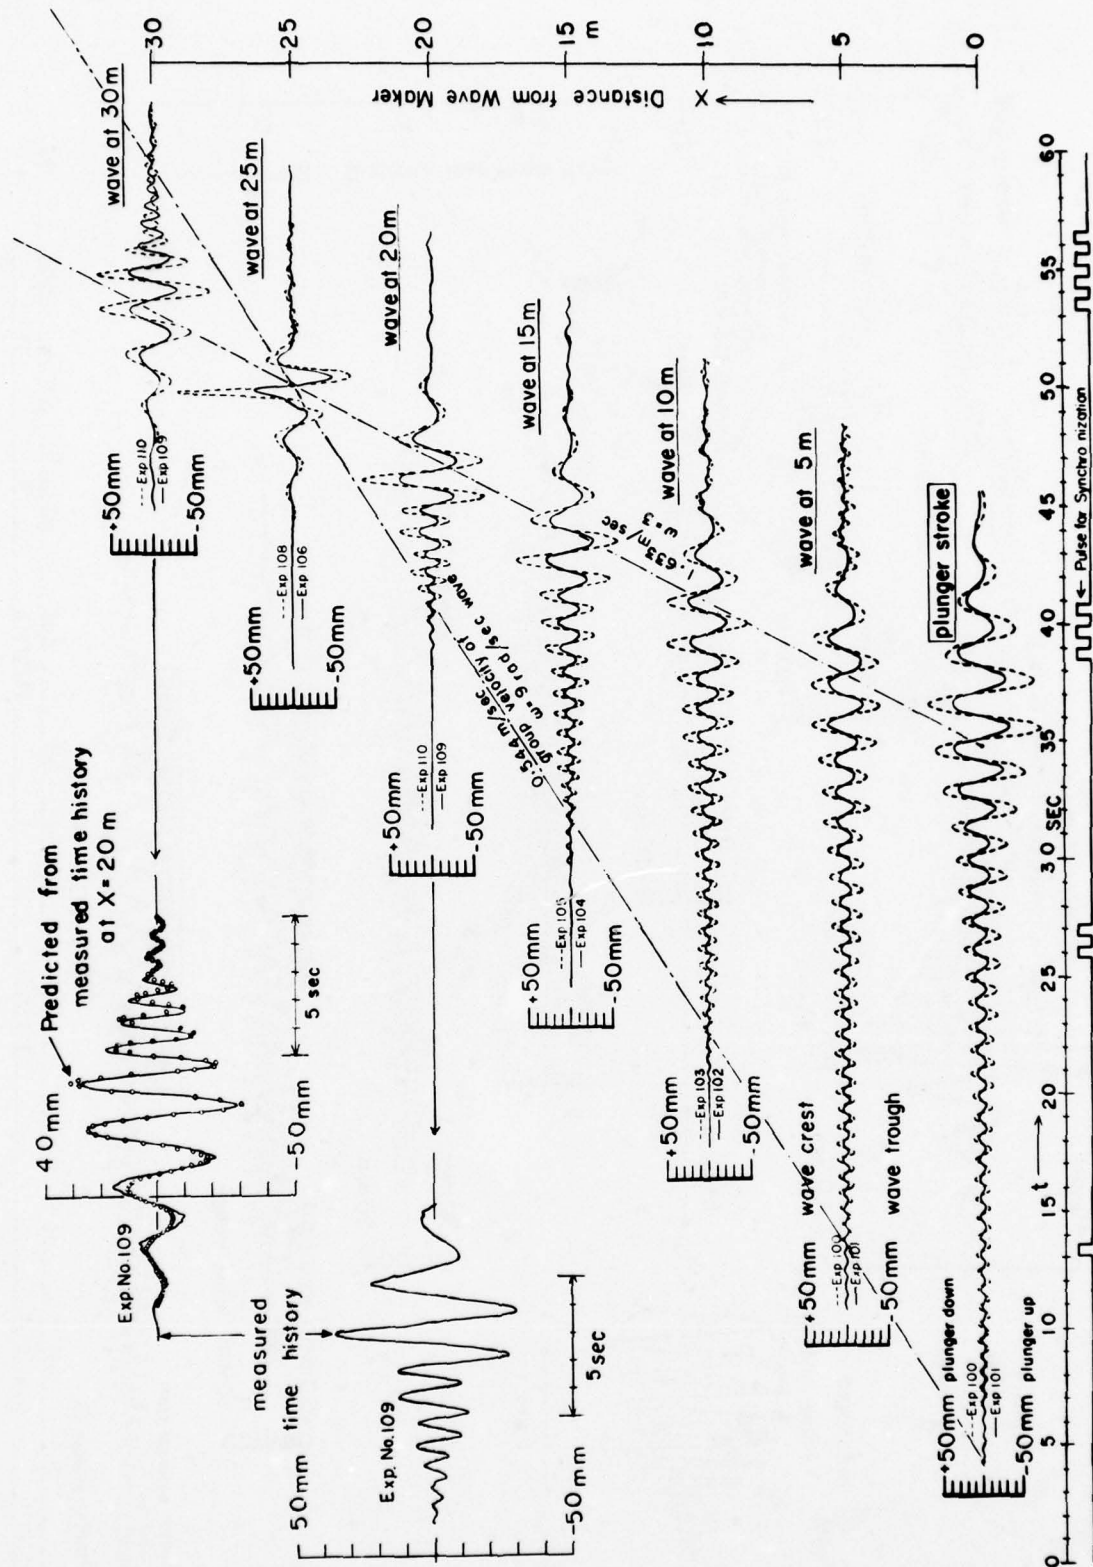 40mm
Predicted from
measured time history
at X = 20 m
-50mm
5 sec
Exp. No. 109
measured
time history
50mm
-50mm
Exp. No. 109
5 sec
wave at 30m
+50mm
-50mm
--- Exp 110
— Exp 109
wave at 25m
+50mm
-50mm
--- Exp 108
— Exp 106
wave at 20m
+50mm
-50mm
--- Exp 110
— Exp 109
wave at 15m
+50mm
-50mm
--- Exp 105
— Exp 104
wave at 10m
+50mm
-50mm
--- Exp 103
— Exp 102
wave at 5 m
+50mm wave crest
-50mm wave trough
--- Exp 100
— Exp 101
plunger stroke
+50mm plunger down
-50mm plunger up
--- Exp 100
— Exp 101
0.544 m/sec
group velocity of
ω= 9 rad/sec wave
1.633 m/sec
ω = 3
0 5 10 15 t → 20 25 30 SEC 35 40 45 50 55 60
← Pulse for Synchro nization
30
25
20
15
m
10
5
0
X
Distance from Wave Maker